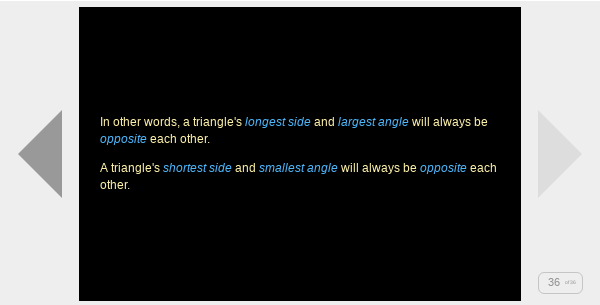 In other words, a triangle's longest side and largest angle will always be
opposite each other.
A triangle's shortest side and smallest angle will always be opposite each
other.
36 of 36